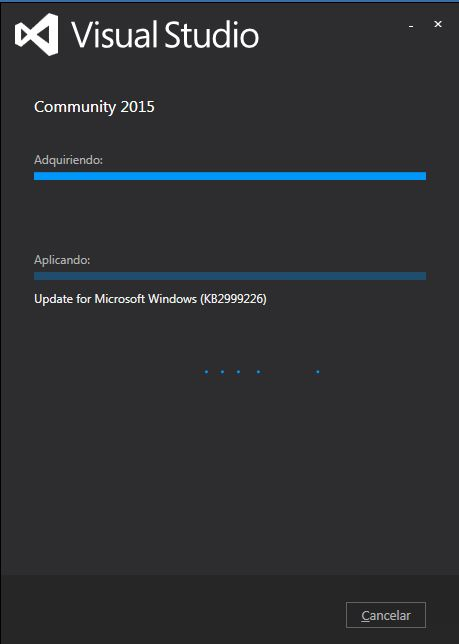 Visual Studio
Community 2015
Adquiriendo:
Aplicando:
Update for Microsoft Windows (KB2999226)
Cancelar